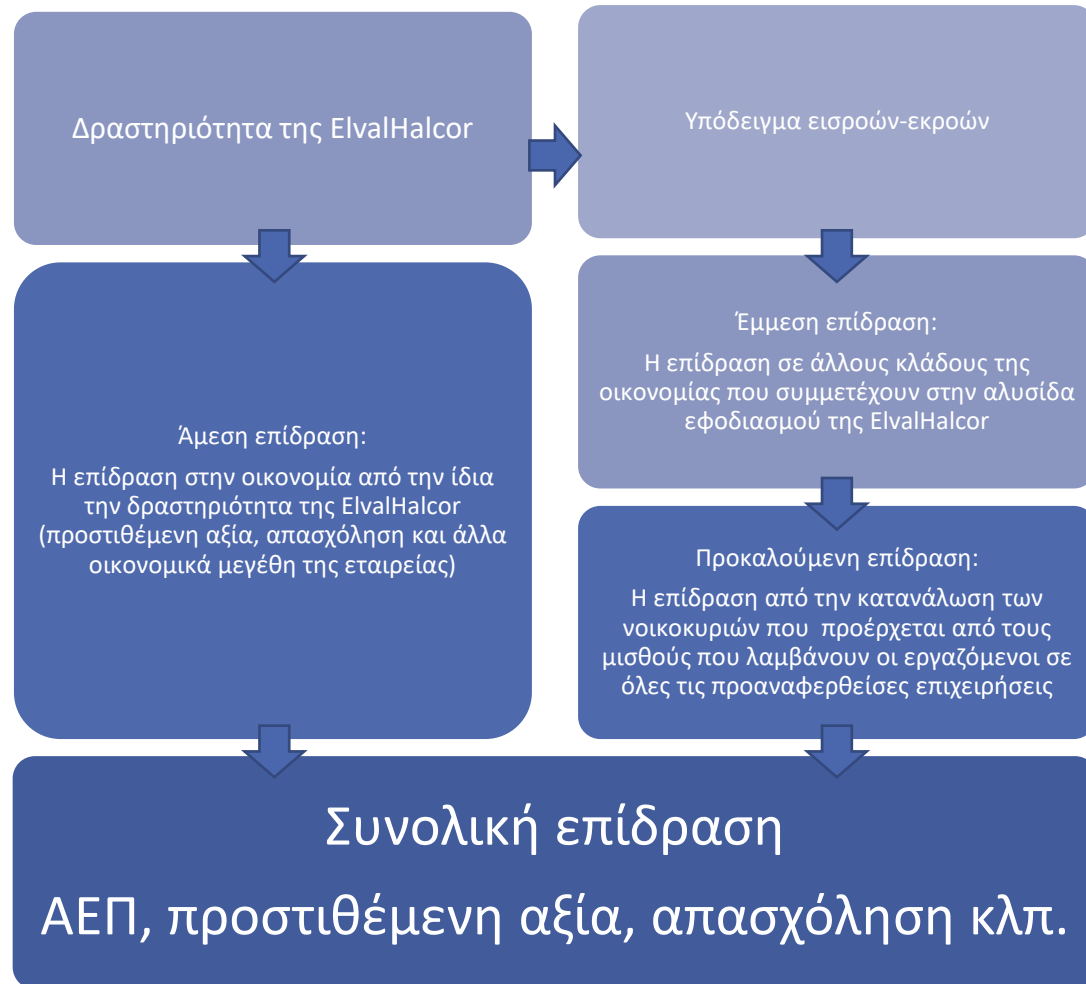 Δραστηριότητα της ElvalHalcor
Υπόδειγμα εισροών-εκροών
Άμεση επίδραση:
Η επίδραση στην οικονομία από την ίδια
την δραστηριότητα της ElvalHalcor
(προστιθέμενη αξία, απασχόληση και άλλα
οικονομικά μεγέθη της εταιρείας)
Έμμεση επίδραση:
Η επίδραση σε άλλους κλάδους της
οικονομίας που συμμετέχουν στην αλυσίδα
εφοδιασμού της ElvalHalcor
Προκαλούμενη επίδραση:
Η επίδραση από την κατανάλωση των
νοικοκυριών που προέρχεται από τους
μισθούς που λαμβάνουν οι εργαζόμενοι σε
όλες τις προαναφερθείσες επιχειρήσεις
Συνολική επίδραση
ΑΕΠ, προστιθέμενη αξία, απασχόληση κλπ.